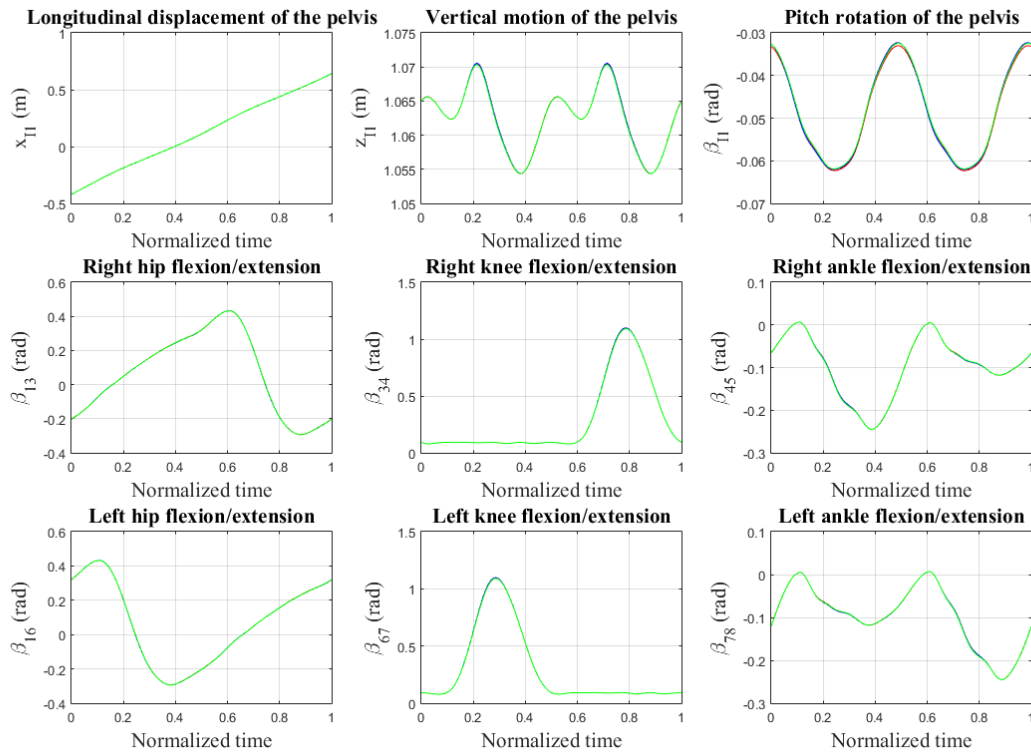 Longitudinal displacement of the pelvis
1
0.5
0
-0.5
x_I1 (m)
0 0.2 0.4 0.6 0.8 1
Normalized time
Vertical motion of the pelvis
1.075
1.07
1.065
1.06
1.055
1.05
z_I1 (m)
0 0.2 0.4 0.6 0.8 1
Normalized time
Pitch rotation of the pelvis
-0.03
-0.04
-0.05
-0.06
-0.07
β_I1 (rad)
0 0.2 0.4 0.6 0.8 1
Normalized time
Right hip flexion/extension
0.6
0.4
0.2
0
-0.2
-0.4
β_13 (rad)
0 0.2 0.4 0.6 0.8 1
Normalized time
Right knee flexion/extension
1.5
1
0.5
0
β_34 (rad)
0 0.2 0.4 0.6 0.8 1
Normalized time
Right ankle flexion/extension
0.1
0
-0.1
-0.2
-0.3
β_45 (rad)
0 0.2 0.4 0.6 0.8 1
Normalized time
Left hip flexion/extension
0.6
0.4
0.2
0
-0.2
-0.4
β_16 (rad)
0 0.2 0.4 0.6 0.8 1
Normalized time
Left knee flexion/extension
1.5
1
0.5
0
β_67 (rad)
0 0.2 0.4 0.6 0.8 1
Normalized time
Left ankle flexion/extension
0.1
0
-0.1
-0.2
-0.3
β_78 (rad)
0 0.2 0.4 0.6 0.8 1
Normalized time